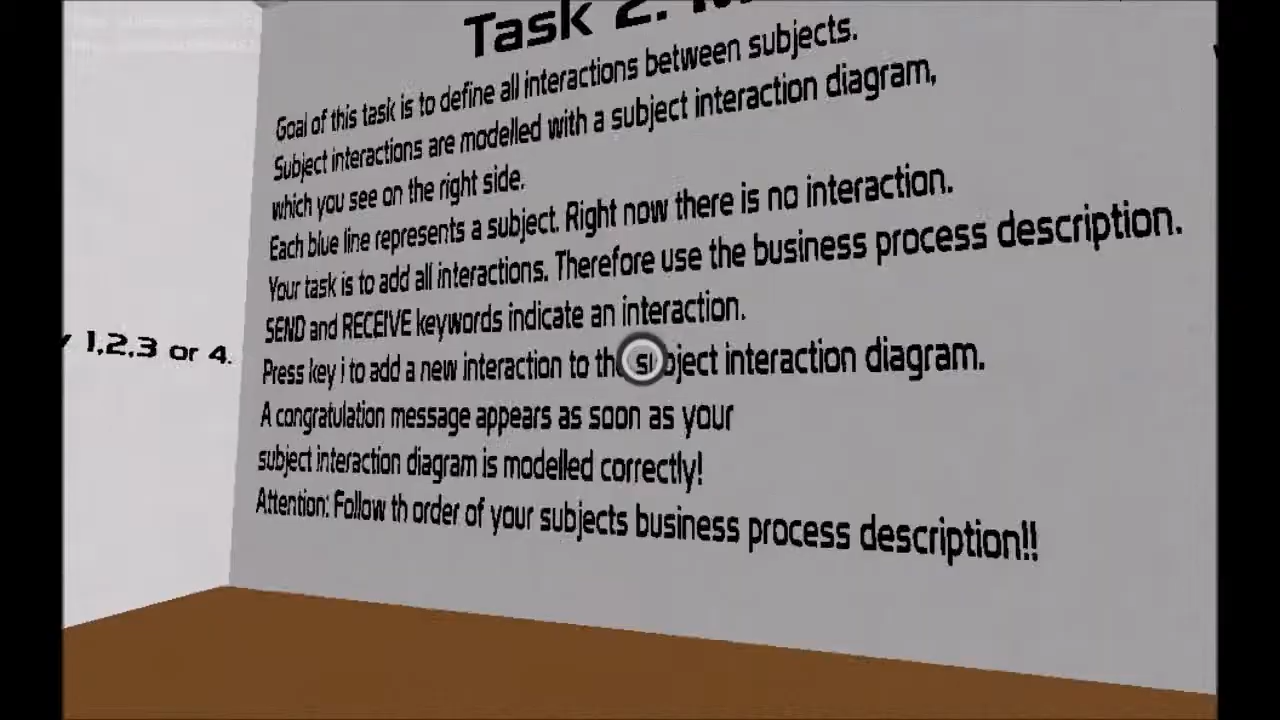 Task 2.
Goal of this task is to define all interactions between subjects.
Subject interactions are modelled with a subject interaction diagram,
which you see on the right side.
Each blue line represents a subject. Right now there is no interaction.
Your task is to add all interactions. Therefore use the business process description.
SEND and RECEIVE keywords indicate an interaction.
Press key i to add a new interaction to the subject interaction diagram.
A congratulation message appears as soon as your
subject interaction diagram is modelled correctly!
Attention: Follow th order of your subjects business process description!!
1,2,3 or 4.